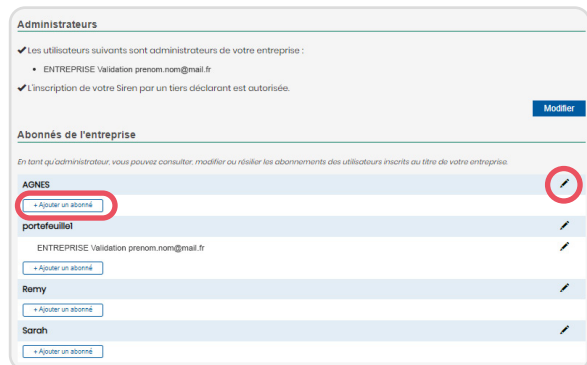 Administrateurs
Les utilisateurs suivants sont administrateurs de votre entreprise :
ENTREPRISE Validation prenom.nom@mail.fr
L'inscription de votre Siren par un tiers déclarant est autorisée.
Modifier
Abonnés de l'entreprise
En tant qu'administrateur, vous pouvez consulter, modifier ou résilier les abonnements des utilisateurs inscrits au titre de votre entreprise.
AGNES
+ Ajouter un abonné
portefeuille1
ENTREPRISE Validation prenom.nom@mail.fr
+ Ajouter un abonné
Remy
+ Ajouter un abonné
Sarah
+ Ajouter un abonné